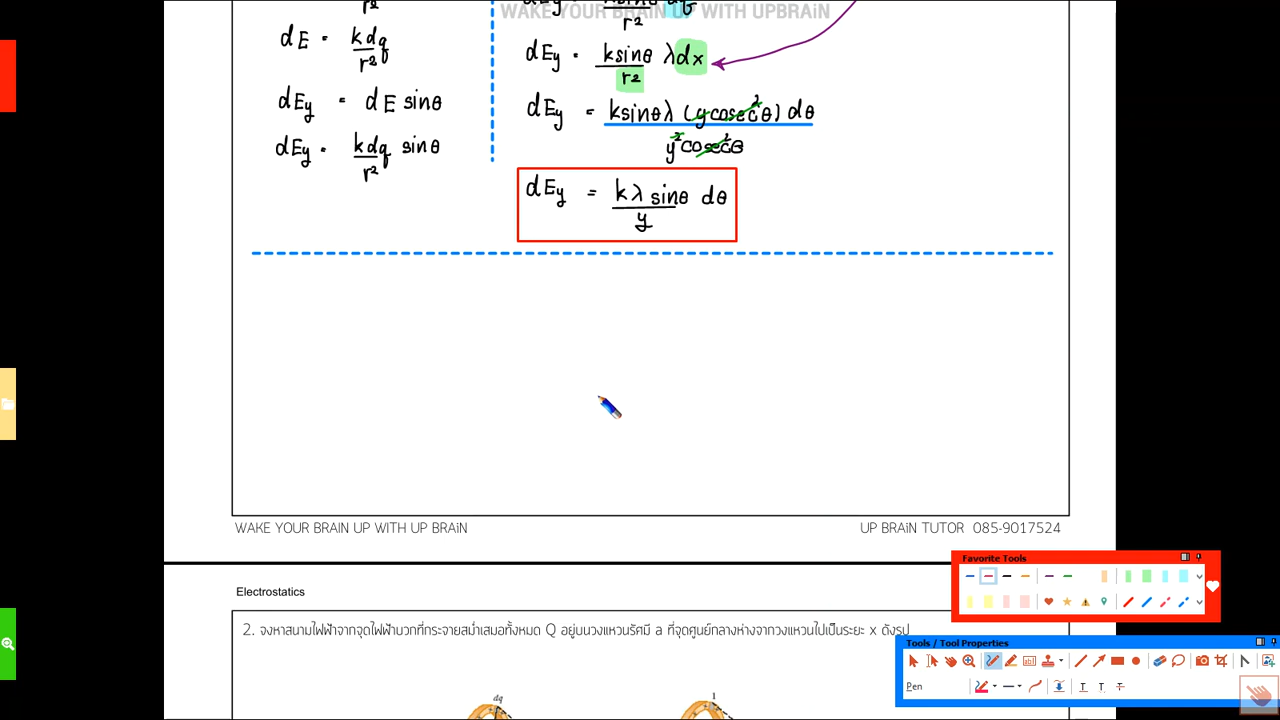 WAKE YOUR BRAIN UP WITH UPBRAiN
r²
dE = kdq
r²
dEy = dE sinθ
dEy = kdq sinθ
r²
r²
dEy = ksinθ λdx
r²
dEy = ksinθλ (ycosec²θ) dθ
y²cosec²θ
dEy = kλ sinθ dθ
y
WAKE YOUR BRAIN UP WITH UP BRAiN
UP BRAiN TUTOR 085-9017524
Electrostatics
2. จงหาสนามไฟฟ้าจากจุดไฟฟ้าบวกที่กระจายสม่ำเสมอทั้งหมด Q อยู่บนวงแหวนรัศมี a ที่จุดศูนย์กลางห่างจากวงแหวนไปเป็นระยะ x ดังรูป
dq
1
Favorite Tools
Tools / Tool Properties
Pen